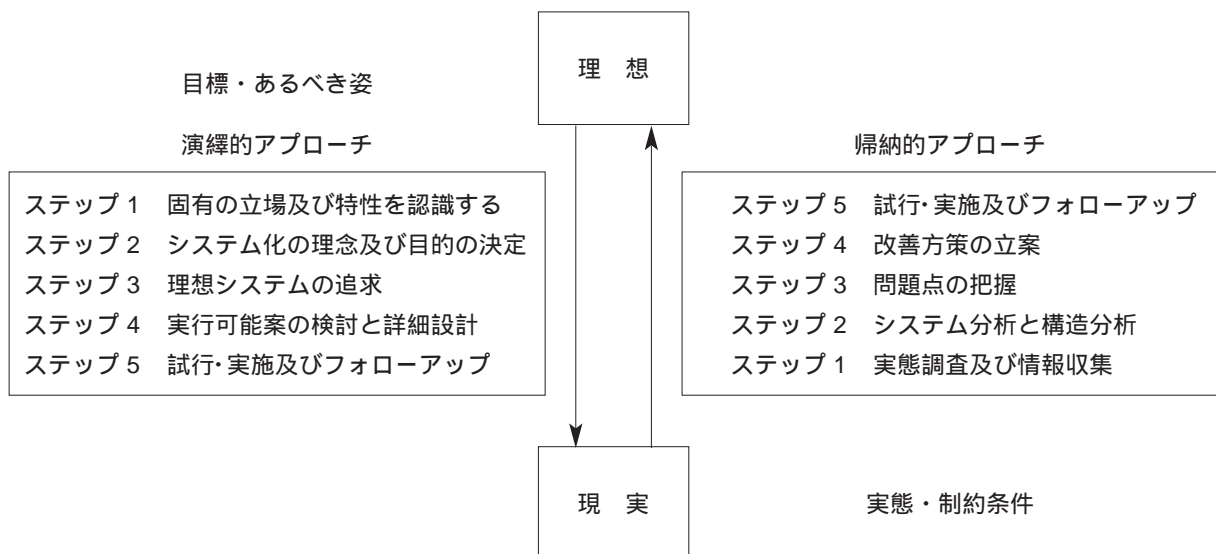 理　想
目標・あるべき姿
演繹的アプローチ
ステップ 1　固有の立場及び特性を認識する
ステップ 2　システム化の理念及び目的の決定
ステップ 3　理想システムの追求
ステップ 4　実行可能案の検討と詳細設計
ステップ 5　試行・実施及びフォローアップ
帰納的アプローチ
ステップ 5　試行・実施及びフォローアップ
ステップ 4　改善方策の立案
ステップ 3　問題点の把握
ステップ 2　システム分析と構造分析
ステップ 1　実態調査及び情報収集
現　実
実態・制約条件